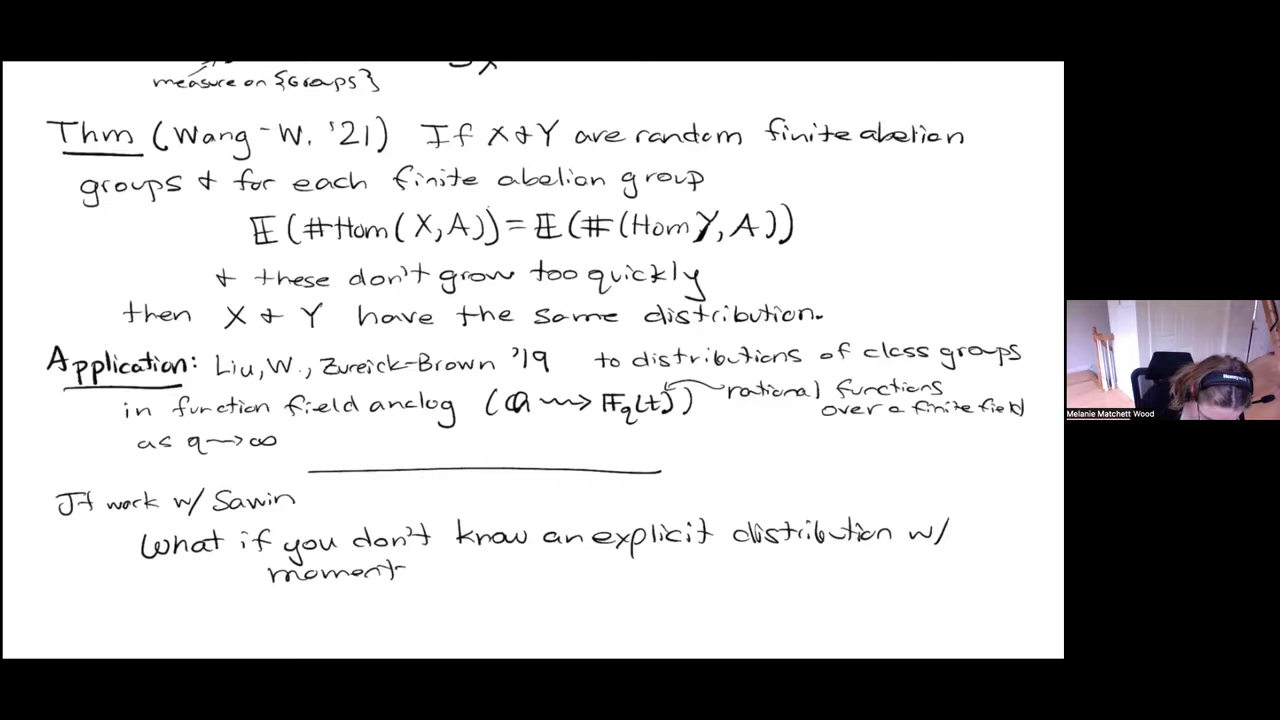 measure on {Groups}
Thm (Wang-W. '21) If X & Y are random finite abelian
groups & for each finite abelian group
𝔼(#Hom(X,A))=𝔼(#(Hom Y,A))
& these don't grow too quickly
then X & Y have the same distribution.
Application: Liu, W., Zureick-Brown '19 to distributions of class groups
in function field analog (ℚ ⇝ 𝔽q(t)) rational functions
over a finite field
as q→∞
Jt work w/ Sawin
What if you don't know an explicit distribution w/
moment
Melanie Matchett Wood
Honeywell